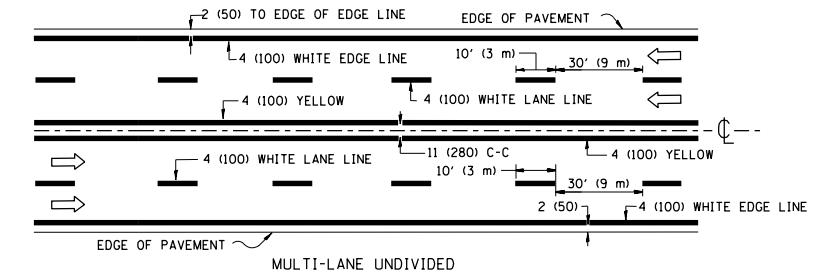 2 (50) TO EDGE OF EDGE LINE
EDGE OF PAVEMENT
4 (100) WHITE EDGE LINE
10' (3 m)
30' (9 m)
4 (100) YELLOW
4 (100) WHITE LANE LINE
℄
11 (280) C-C
4 (100) YELLOW
4 (100) WHITE LANE LINE
10' (3 m)
30' (9 m)
2 (50)
4 (100) WHITE EDGE LINE
EDGE OF PAVEMENT
MULTI-LANE UNDIVIDED